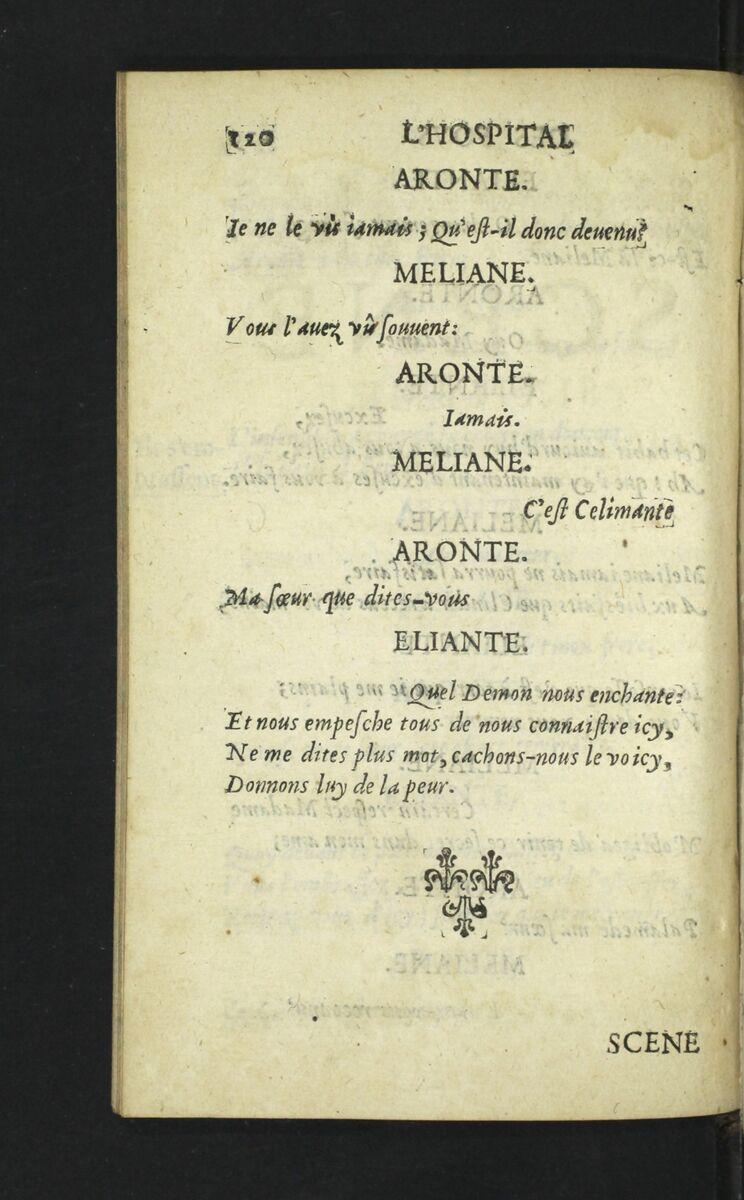 120 L'HOSPITAL
ARONTE.
Ie ne le vis iamais ; Qu'eſt-il donc deuenu?
MELIANE.
Vous l'auez vû ſouuent:
ARONTE.
Iamais.
MELIANE.
C'eſt Celimante
ARONTE.
Ma ſœur que dites-vous
ELIANTE.
Quel Demon nous enchante?
Et nous empeſche tous de nous connaiſtre icy,
Ne me dites plus mot, cachons-nous le voicy,
Donnons luy de la peur.
SCENE